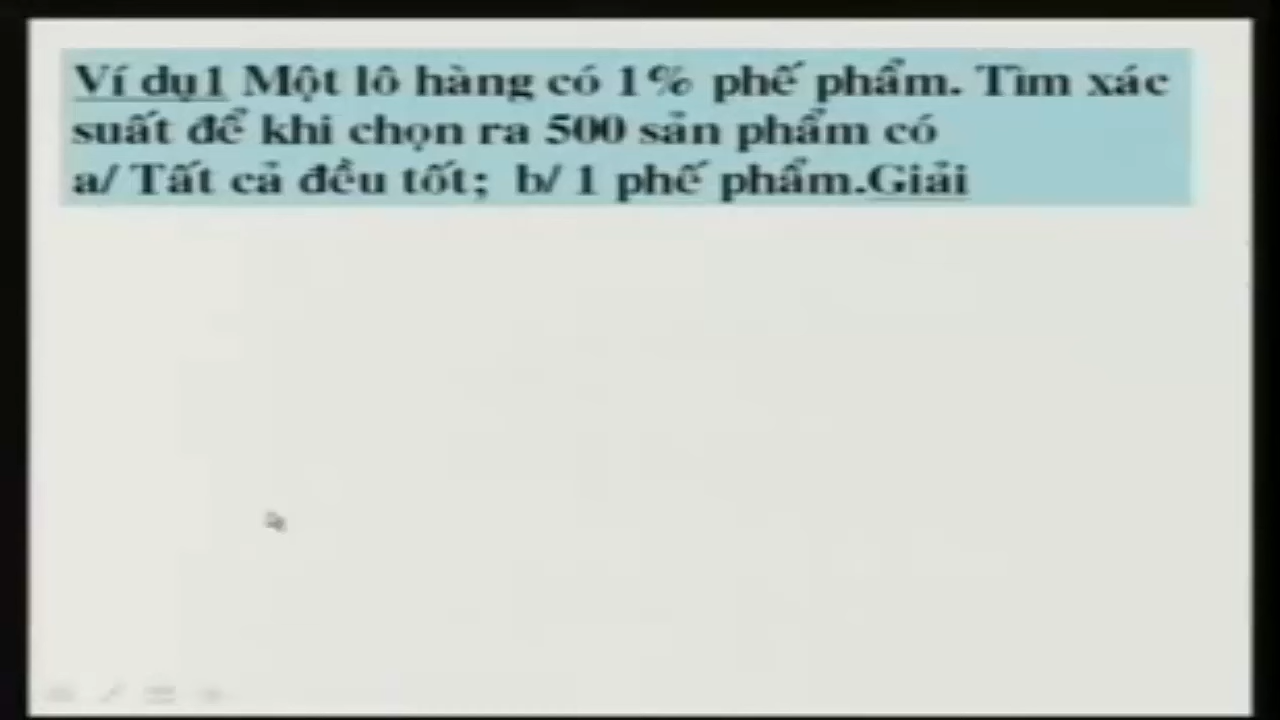 Ví dụ1 Một lô hàng có 1% phế phẩm. Tìm xác
suất để khi chọn ra 500 sản phẩm có
a/ Tất cả đều tốt; b/ 1 phế phẩm.Giải